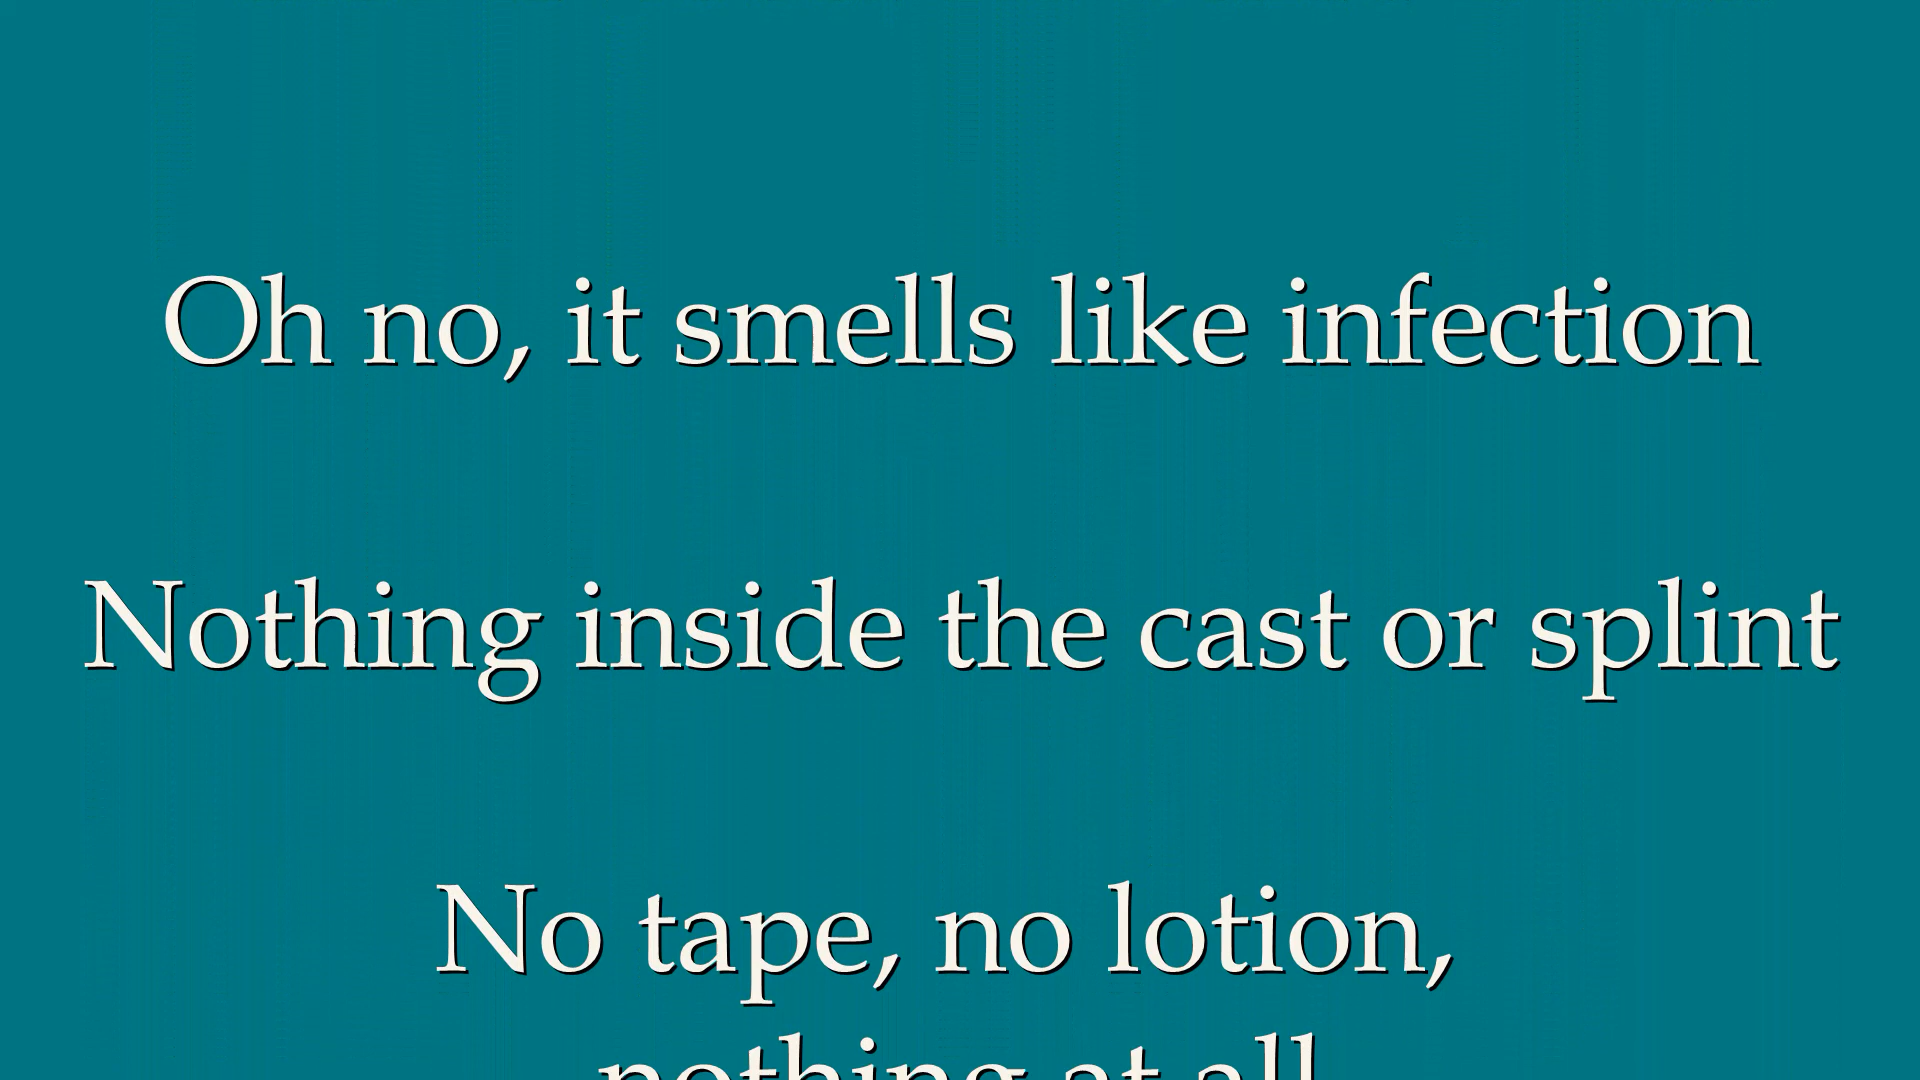 Oh no, it smells like infection
Nothing inside the cast or splint
No tape, no lotion,
nothing at all